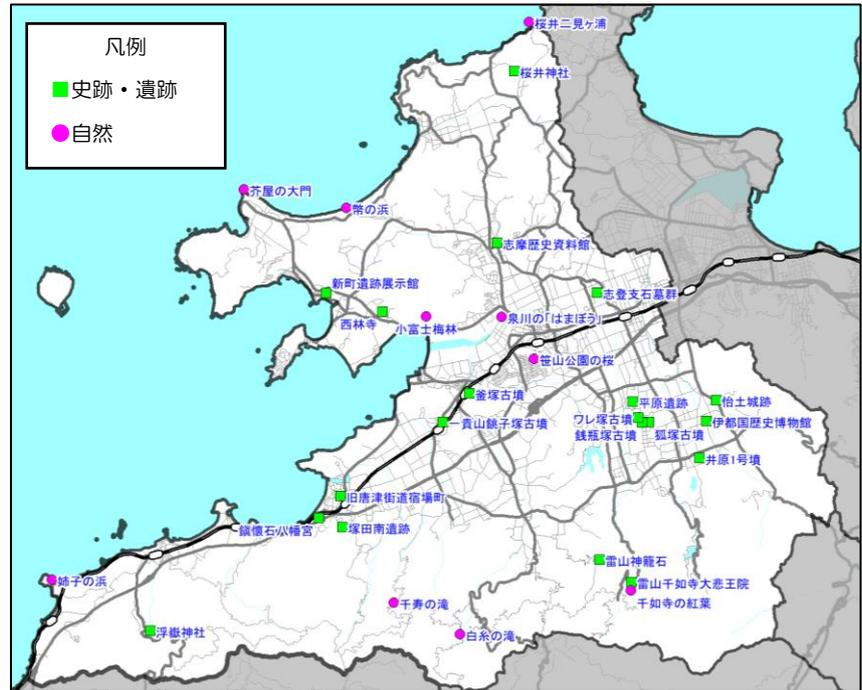 凡例
史跡・遺跡
自然
桜井二見ヶ浦
桜井神社
芥屋の大門
幣の浜
志摩歴史資料館
新町遺跡展示館
志登支石墓群
西林寺
小富士梅林
泉川の「はまぼう」
笹山公園の桜
釜塚古墳
平原遺跡
怡土城跡
一貴山銚子塚古墳
ワレ塚古墳
伊都国歴史博物館
銭瓶塚古墳
狐塚古墳
井原1号墳
旧唐津街道宿場町
鎮懐石八幡宮
塚田南遺跡
雷山神籠石
姉子の浜
雷山千如寺大悲王院
千寿の滝
千如寺の紅葉
浮嶽神社
白糸の滝